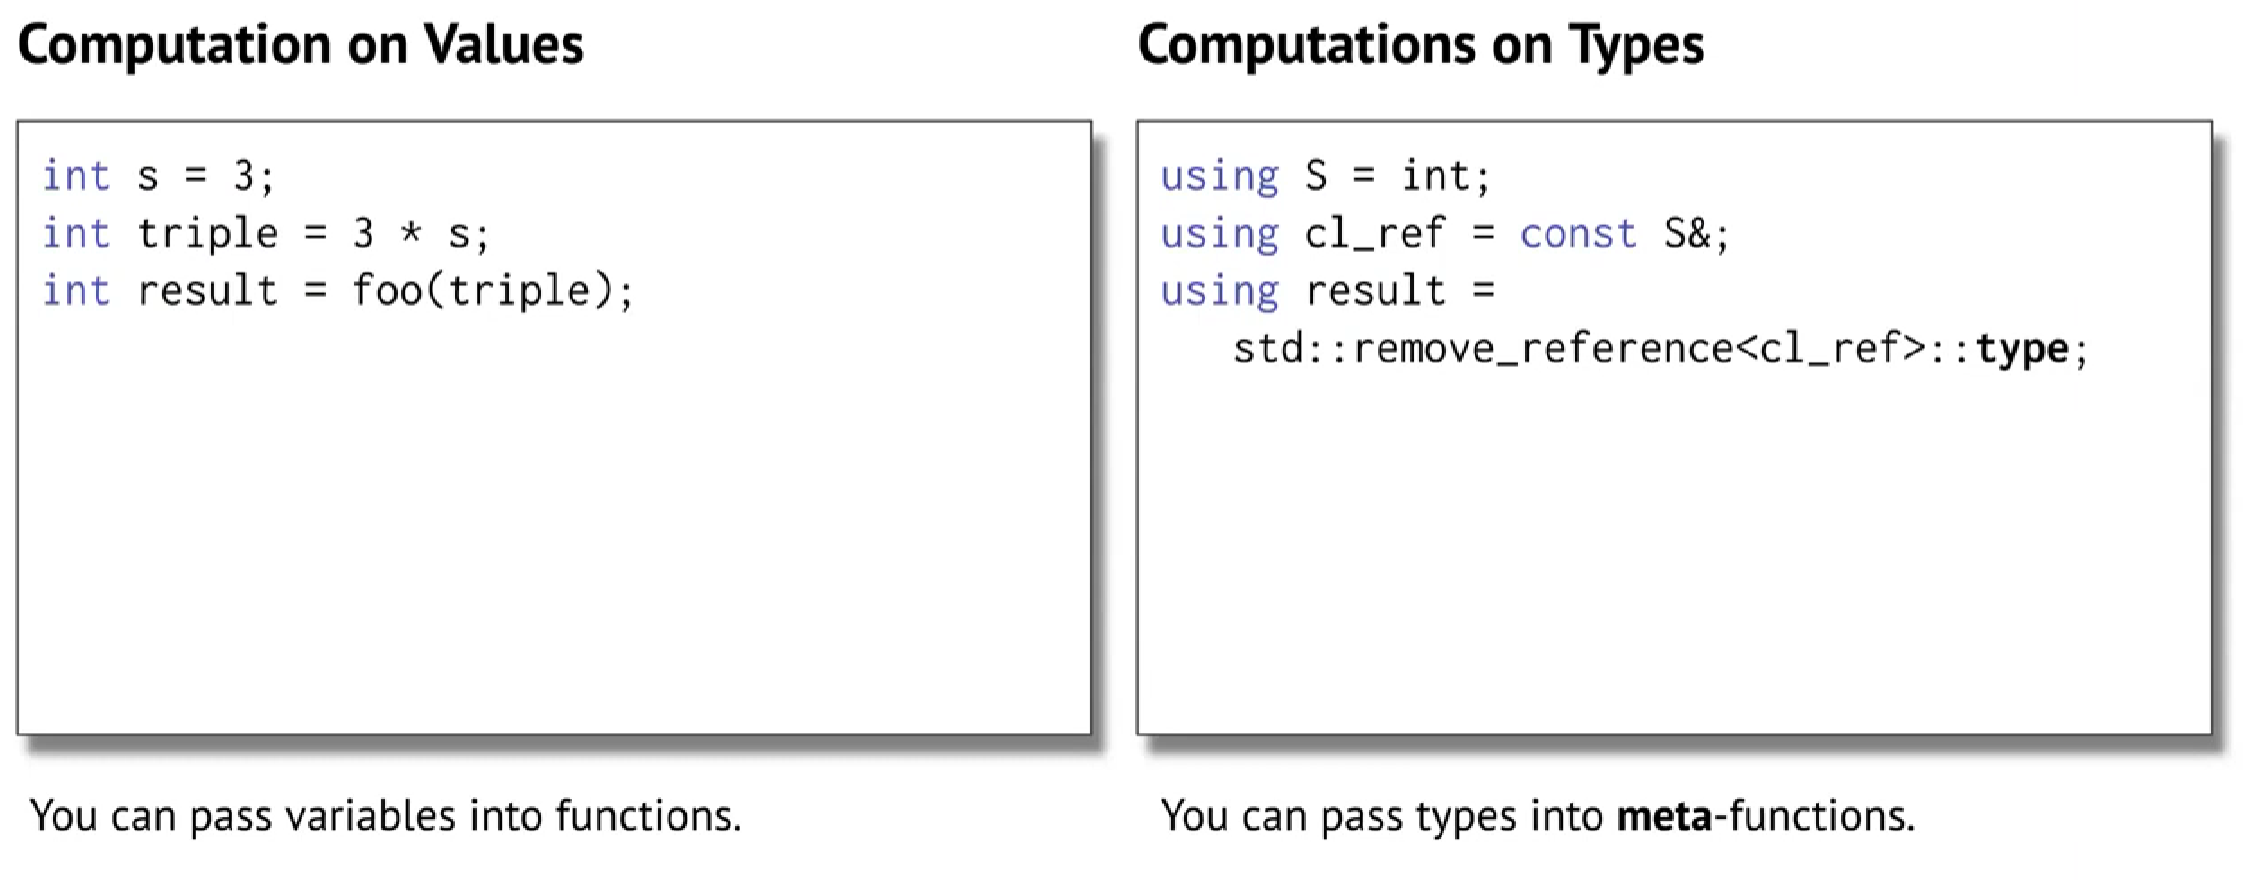 Computation on Values
int s = 3;
int triple = 3 * s;
int result = foo(triple);
You can pass variables into functions.
Computations on Types
using S = int;
using cl_ref = const S&;
using result =
std::remove_reference<cl_ref>::type;
You can pass types into meta-functions.